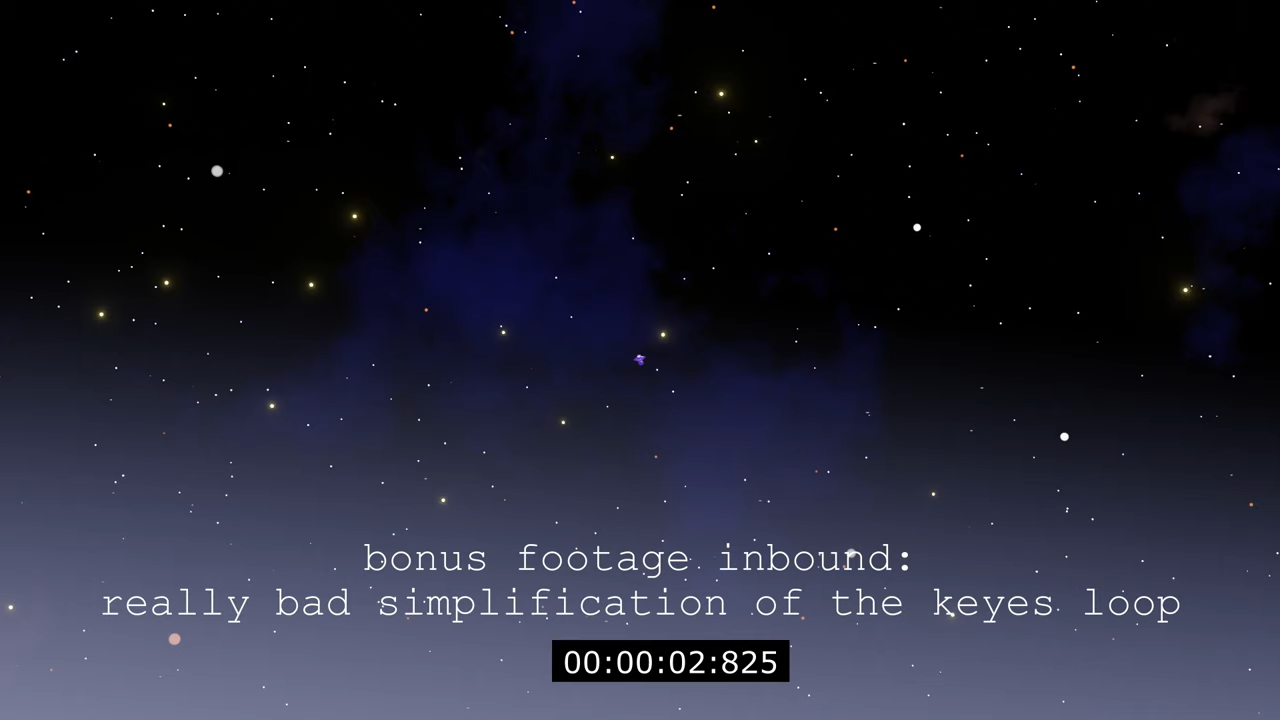 bonus footage inbound:
really bad simplification of the keyes loop
00:00:02:825